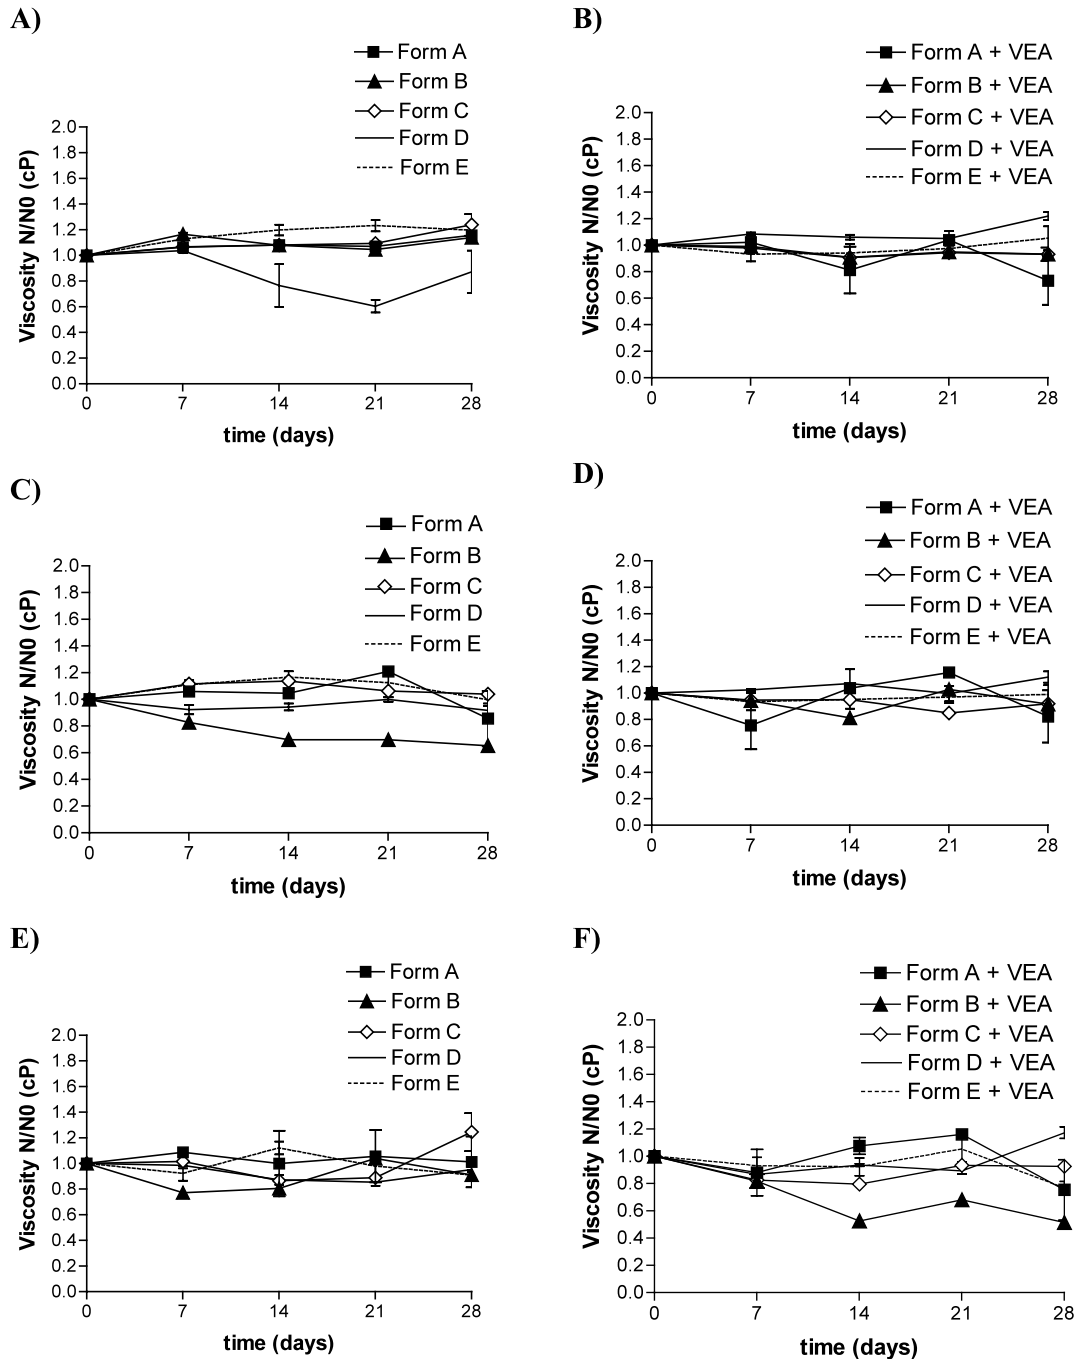 A)
Form A
Form B
Form C
Form D
Form E
2.0
1.8
1.6
1.4
1.2
1.0
0.8
0.6
0.4
0.2
0.0
Viscosity N/N0 (cP)
0 7 14 21 28
time (days)
B)
Form A + VEA
Form B + VEA
Form C + VEA
Form D + VEA
Form E + VEA
2.0
1.8
1.6
1.4
1.2
1.0
0.8
0.6
0.4
0.2
0.0
Viscosity N/N0 (cP)
0 7 14 21 28
time (days)
C)
Form A
Form B
Form C
Form D
Form E
2.0
1.8
1.6
1.4
1.2
1.0
0.8
0.6
0.4
0.2
0.0
Viscosity N/N0 (cP)
0 7 14 21 28
time (days)
D)
Form A + VEA
Form B + VEA
Form C + VEA
Form D + VEA
Form E + VEA
2.0
1.8
1.6
1.4
1.2
1.0
0.8
0.6
0.4
0.2
0.0
Viscosity N/N0 (cP)
0 7 14 21 28
time (days)
E)
Form A
Form B
Form C
Form D
Form E
2.0
1.8
1.6
1.4
1.2
1.0
0.8
0.6
0.4
0.2
0.0
Viscosity N/N0 (cP)
0 7 14 21 28
time (days)
F)
Form A + VEA
Form B + VEA
Form C + VEA
Form D + VEA
Form E + VEA
2.0
1.8
1.6
1.4
1.2
1.0
0.8
0.6
0.4
0.2
0.0
Viscosity N/N0 (cP)
0 7 14 21 28
time (days)